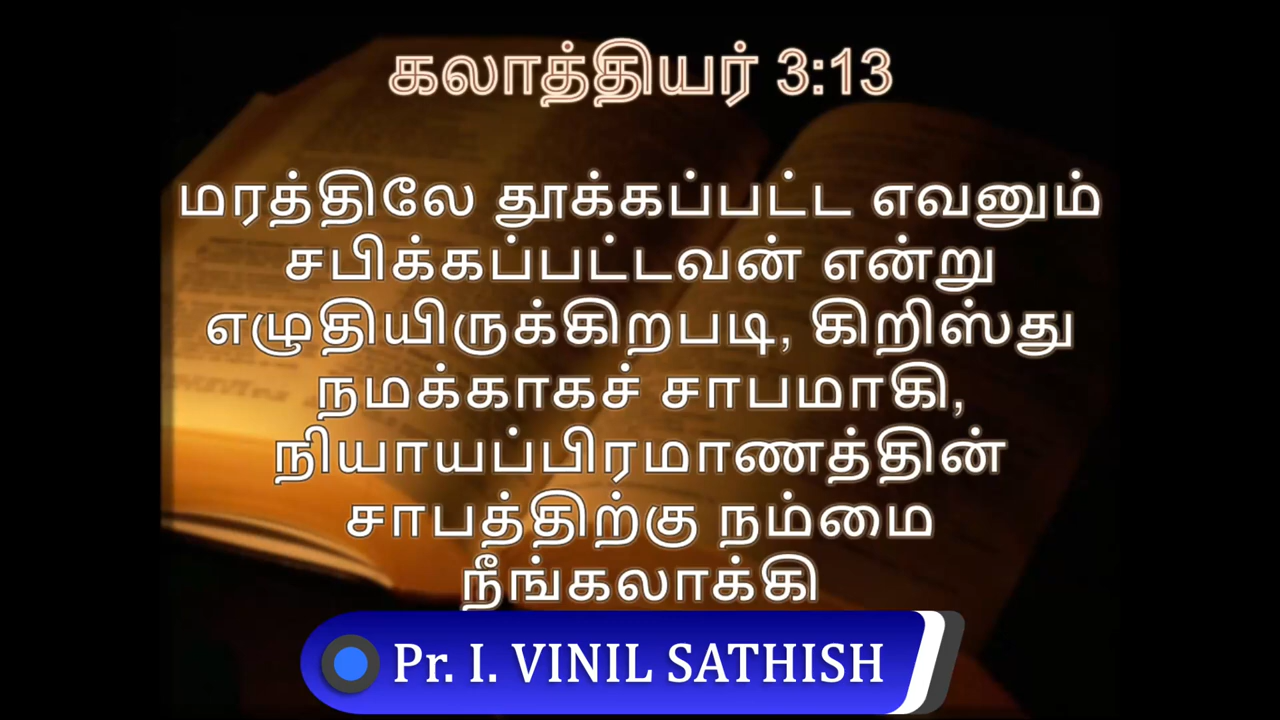 கலாத்தியர் 3:13
மரத்திலே தூக்கப்பட்ட எவனும்
சபிக்கப்பட்டவன் என்று
எழுதியிருக்கிறபடி, கிறிஸ்து
நமக்காகச் சாபமாகி,
நியாயப்பிரமாணத்தின்
சாபத்திற்கு நம்மை
நீங்கலாக்கி
Pr. I. VINIL SATHISH